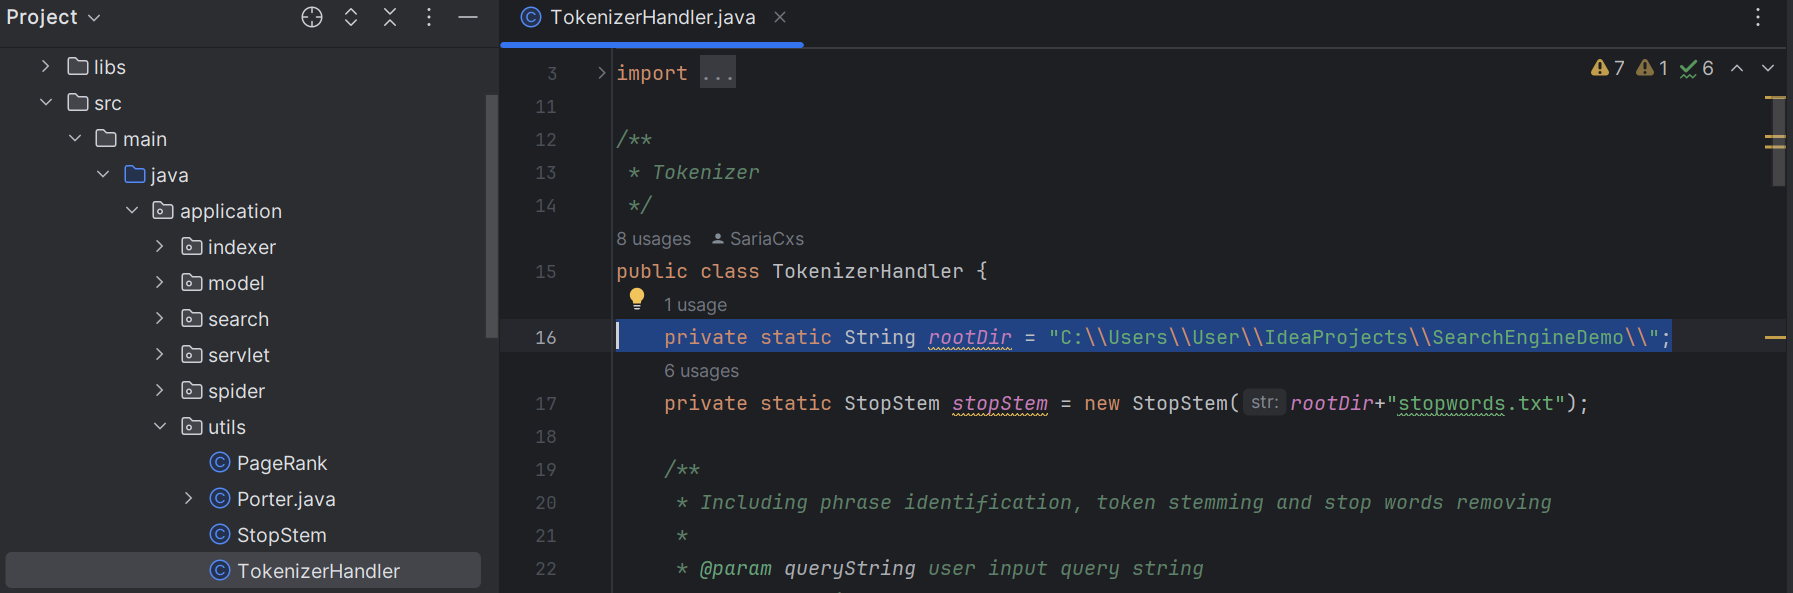 Project
libs
src
main
java
application
indexer
model
search
servlet
spider
utils
PageRank
Porter.java
StopStem
TokenizerHandler
TokenizerHandler.java
7 1 6
3 import ...
11
12 /**
13 * Tokenizer
14 */
8 usages SariaCxs
15 public class TokenizerHandler {
1 usage
16 private static String rootDir = "C:\\Users\\User\\IdeaProjects\\SearchEngineDemo\\";
6 usages
17 private static StopStem stopStem = new StopStem( str: rootDir+"stopwords.txt");
18
19 /**
20 * Including phrase identification, token stemming and stop words removing
21 *
22 * @param queryString user input query string